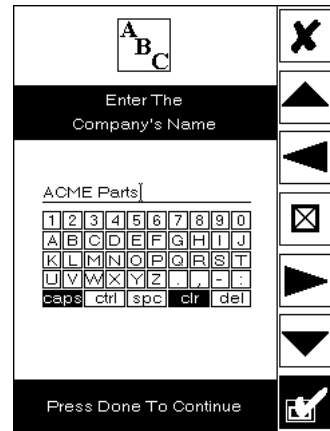 A
B
C
Enter The
Company's Name
ACME Parts
1 2 3 4 5 6 7 8 9 0
A B C D E F G H I J
K L M N O P Q R S T
U V W X Y Z . , - :
caps ctrl spc clr del
Press Done To Continue